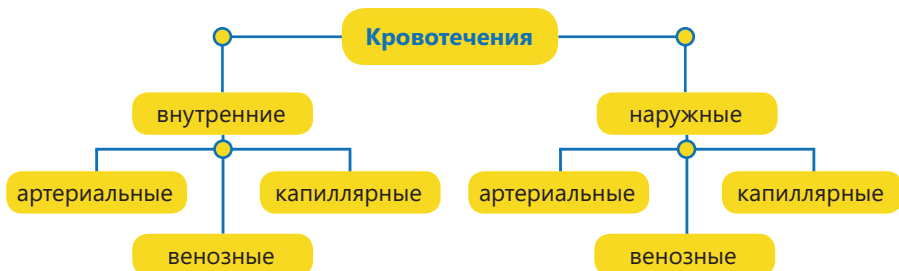 Кровотечения
внутренние
наружные
артериальные
капиллярные
артериальные
капиллярные
венозные
венозные